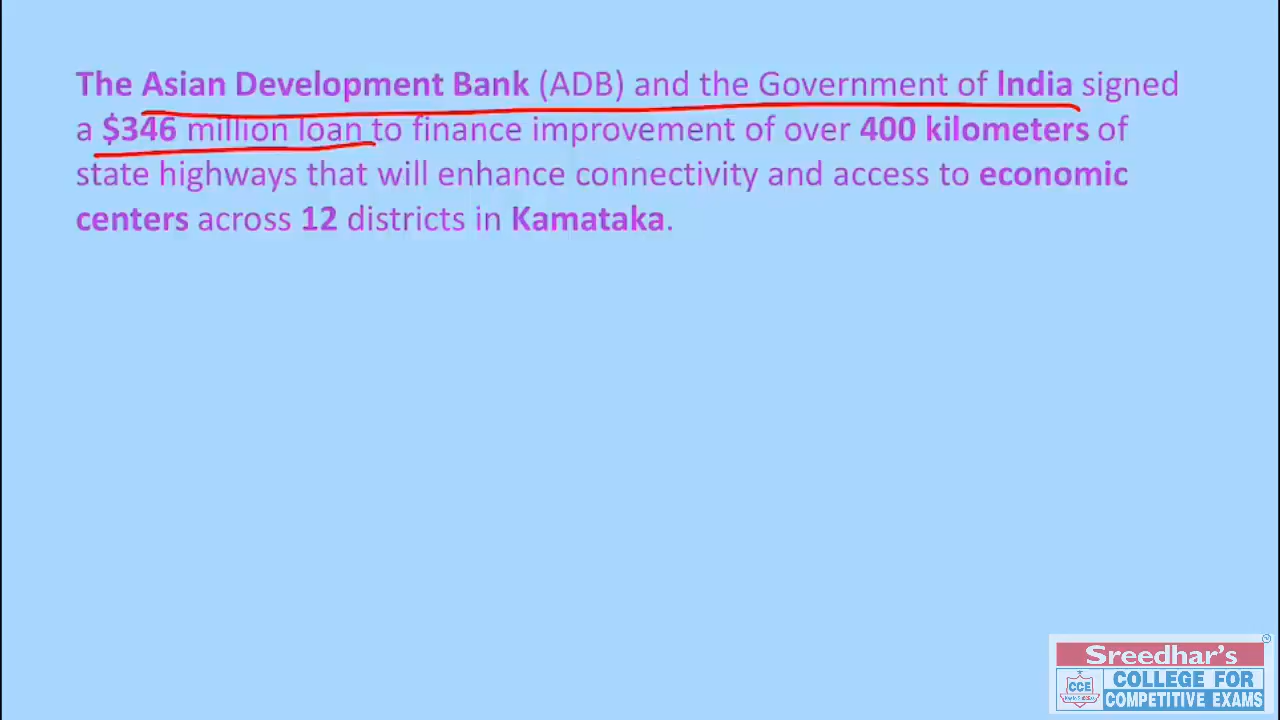 The Asian Development Bank (ADB) and the Government of India signed
a $346 million loan to finance improvement of over 400 kilometers of
state highways that will enhance connectivity and access to economic
centers across 12 districts in Kamataka.
Sreedhar's
CCE
COLLEGE FOR
COMPETITIVE EXAMS